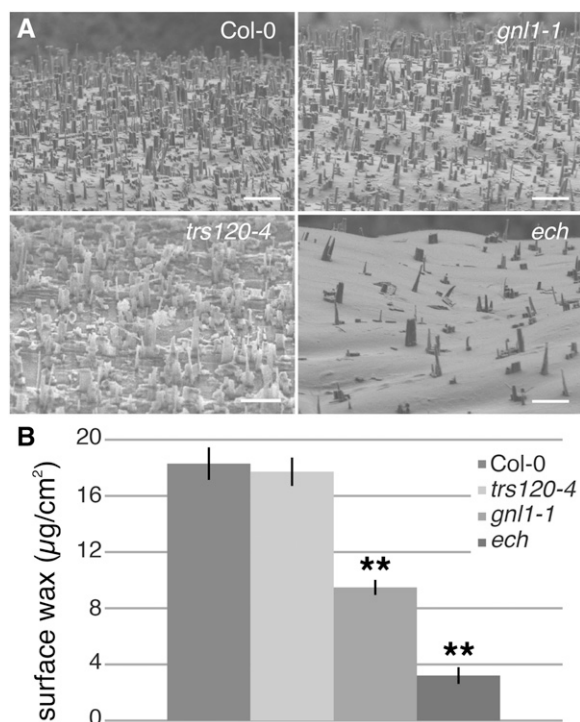 A
Col-0
gnl1-1
trs120-4
ech
B
surface wax (µg/cm²)
20
16
12
8
4
0
Col-0
trs120-4
gnl1-1
ech
**
**